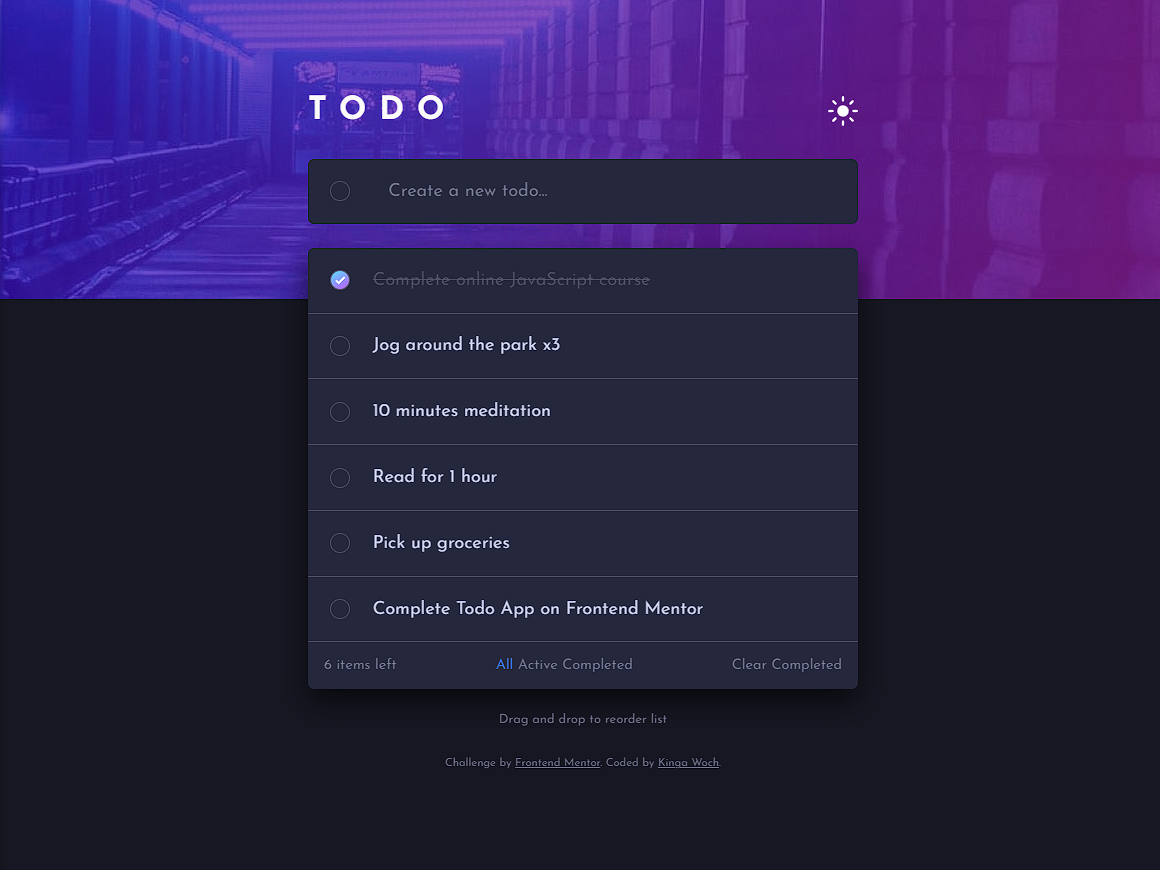 TODO
Create a new todo...
Complete online JavaScript course
Jog around the park x3
10 minutes meditation
Read for 1 hour
Pick up groceries
Complete Todo App on Frontend Mentor
6 items left All Active Completed Clear Completed
Drag and drop to reorder list
Challenge by Frontend Mentor. Coded by Kinga Woch.